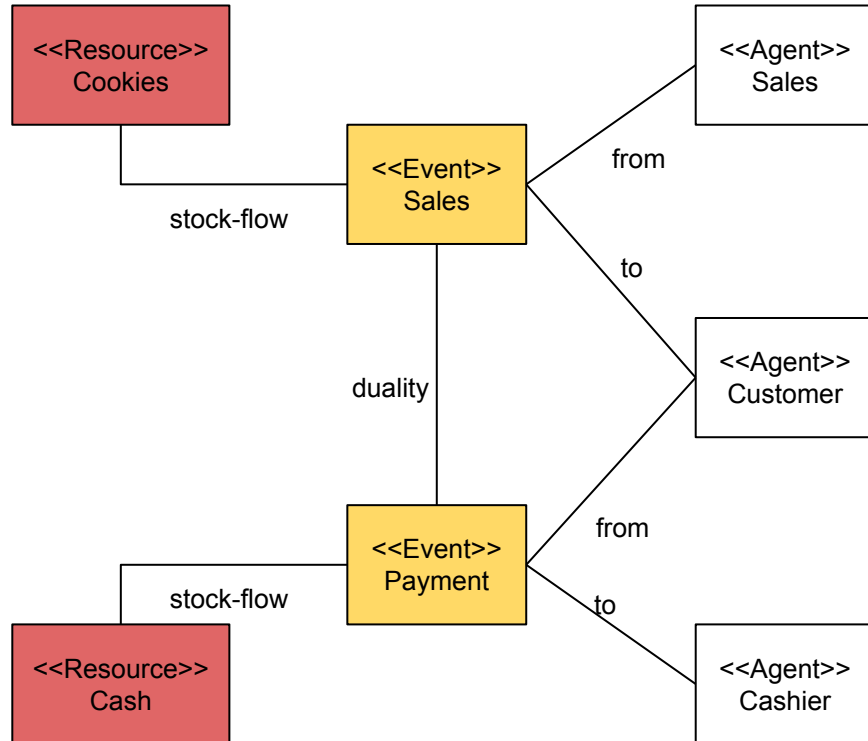 <<Resource>>
Cookies
<<Agent>>
Sales
from
<<Event>>
Sales
stock-flow
to
<<Agent>>
Customer
duality
from
<<Event>>
Payment
stock-flow
to
<<Resource>>
Cash
<<Agent>>
Cashier